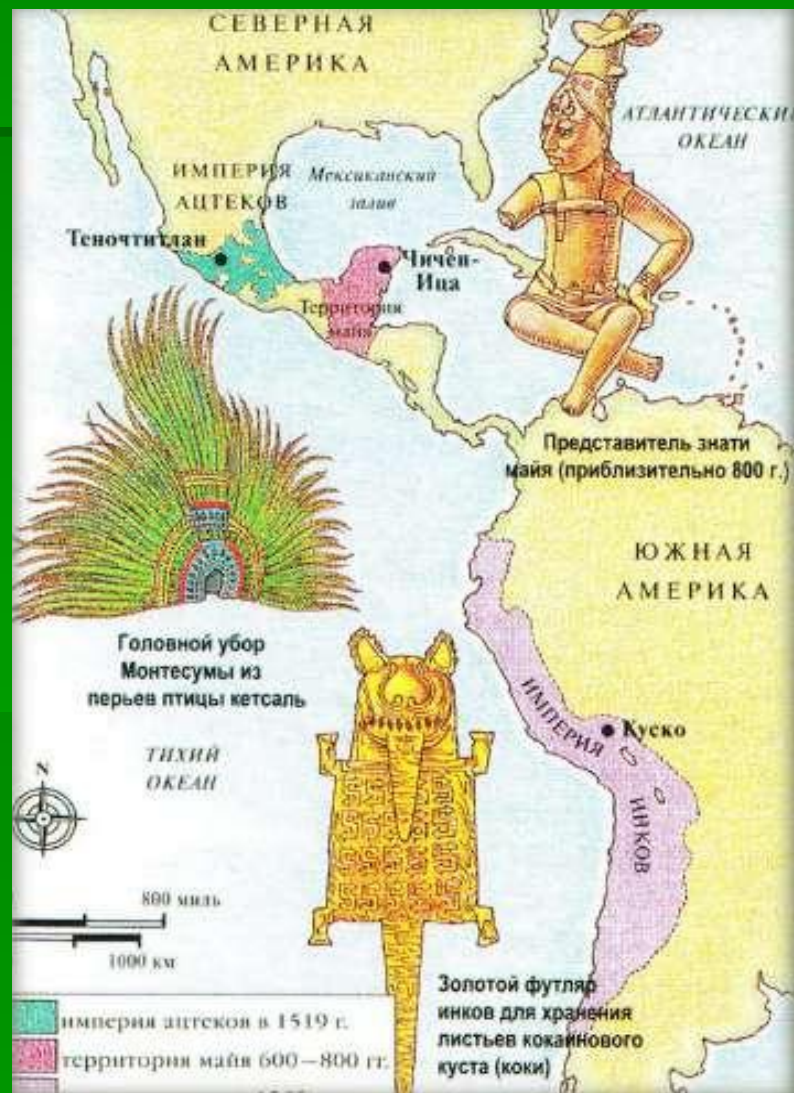 СЕВЕРНАЯ
АМЕРИКА
АТЛАНТИЧЕСКИ
ОКЕАН
ИМПЕРИЯ
АЦТЕКОВ
Мексиканский
залив
Теночтитлан
Чичен-
Ица
Территория
майя
Представитель знати
майя (приблизительно 800 г.)
ЮЖНАЯ
АМЕРИКА
Головной убор
Монтесумы из
перьев птицы кетсаль
ИМПЕРИЯ
ИНКОВ
Куско
ТИХИЙ
ОКЕАН
N
800 миль
1000 км
Золотой футляр
инков для хранения
листьев кокаинового
куста (коки)
империя ацтеков в 1519 г.
территория майя 600–800 гг.